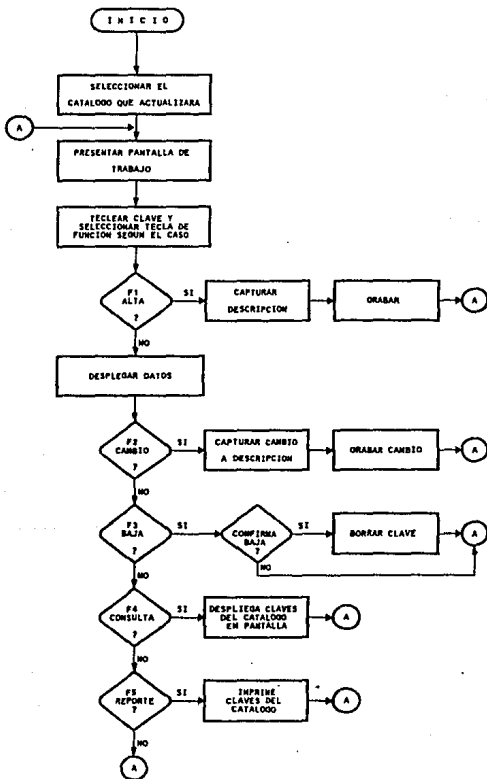 I N I C I O
SELECCIONAR EL
CATALOGO QUE ACTUALIZARA
A
PRESENTAR PANTALLA DE
TRABAJO
TECLEAR CLAVE Y
SELECCIONAR TECLA DE
FUNCION SEGUN EL CASO
F1
ALTA
?
SI
CAPTURAR
DESCRIPCION
GRABAR
A
NO
DESPLEGAR DATOS
F2
CAMBIO
?
SI
CAPTURAR CAMBIO
A DESCRIPCION
GRABAR CAMBIO
A
NO
F3
BAJA
?
SI
CONFIRMA
BAJA
?
SI
BORRAR CLAVE
A
NO
NO
F4
CONSULTA
?
SI
DESPLIEGA CLAVES
DEL CATALOGO
EN PANTALLA
A
NO
F5
REPORTE
?
SI
IMPRIME
CLAVES DEL
CATALOGO
A
NO
A